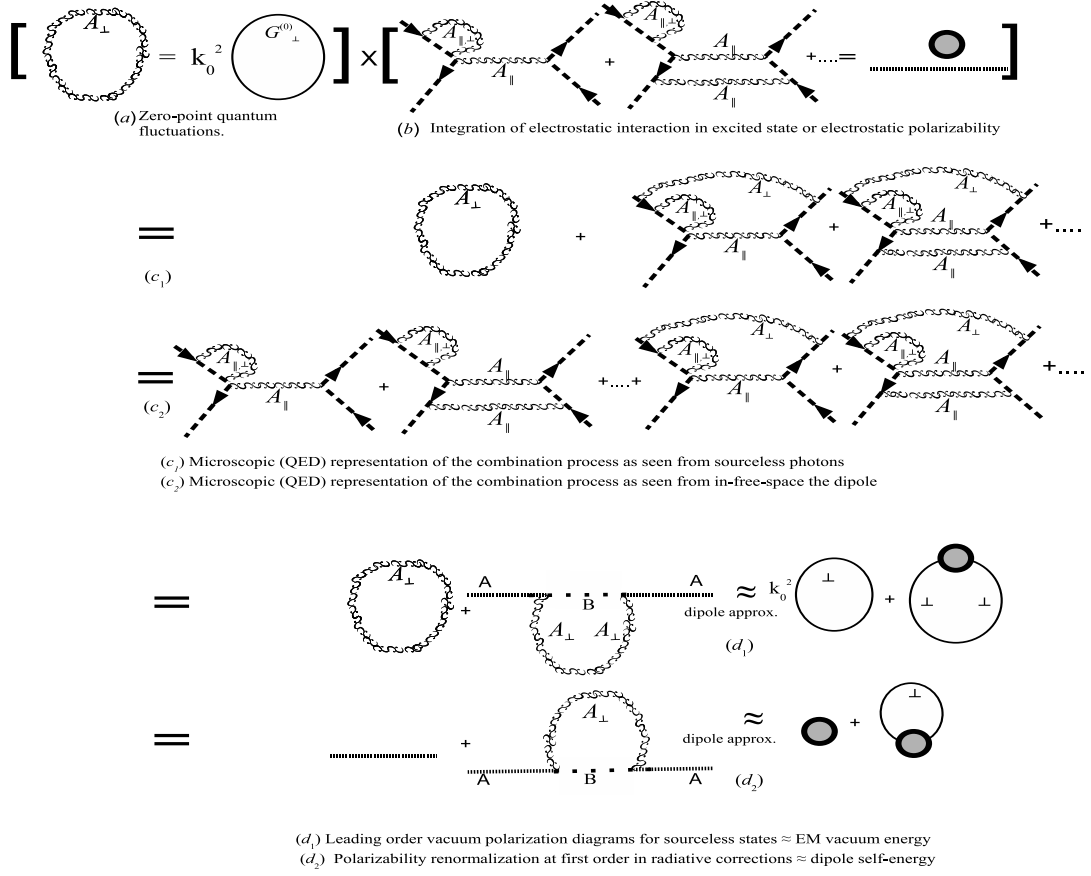 [ A⊥ = k₀² G⁽⁰⁾⊥ ] × [ A∥,⊥ A∥ + A∥,⊥ A∥ A∥ +....= ]
(a) Zero-point quantum
fluctuations.
(b) Integration of electrostatic interaction in excited state or electrostatic polarizability
= A⊥ + A⊥ A∥,⊥ A∥ + A⊥ A∥,⊥ A∥ A∥ +....
(c₁)
= A∥,⊥ A∥ + A∥,⊥ A∥ A∥ +....+ A⊥ A∥,⊥ A∥ + A⊥ A∥,⊥ A∥ A∥ +....
(c₂)
(c₁) Microscopic (QED) representation of the combination process as seen from sourceless photons
(c₂) Microscopic (QED) representation of the combination process as seen from in-free-space the dipole
= A⊥ + A B A A⊥ A⊥ ≈ k₀² ⊥ + ⊥ ⊥
dipole approx.
(d₁)
= + A⊥ A B A ≈ + ⊥
dipole approx.
(d₂)
(d₁) Leading order vacuum polarization diagrams for sourceless states ≈ EM vacuum energy
(d₂) Polarizability renormalization at first order in radiative corrections ≈ dipole self-energy